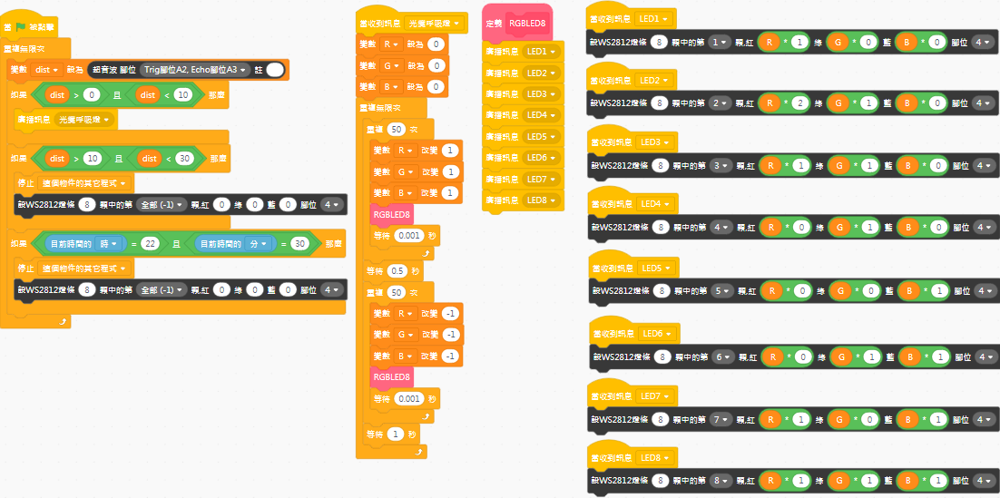 當 被點擊
重複無限次
變數 dist 設為 超音波 腳位 Trig腳位A2, Echo腳位A3 註
如果 dist > 0 且 dist < 10 那麼
廣播訊息 光擴呼吸燈
如果 dist > 10 且 dist < 30 那麼
停止 這個物件的其它程式
設WS2812燈條 8 顆中的第 全部 (-1) 顆,紅 0 綠 0 藍 0 腳位 4
如果 目前時間的 時 = 22 且 目前時間的 分 = 30 那麼
停止 這個物件的其它程式
設WS2812燈條 8 顆中的第 全部 (-1) 顆,紅 0 綠 0 藍 0 腳位 4
當收到訊息 光擴呼吸燈
變數 R 設為 0
變數 G 設為 0
變數 B 設為 0
重複無限次
重複 50 次
變數 R 改變 1
變數 G 改變 1
變數 B 改變 1
RGBLED8
等待 0.001 秒
等待 0.5 秒
重複 50 次
變數 R 改變 -1
變數 G 改變 -1
變數 B 改變 -1
RGBLED8
等待 0.001 秒
等待 1 秒
定義 RGBLED8
廣播訊息 LED1
廣播訊息 LED2
廣播訊息 LED3
廣播訊息 LED4
廣播訊息 LED5
廣播訊息 LED6
廣播訊息 LED7
廣播訊息 LED8
當收到訊息 LED1
設WS2812燈條 8 顆中的第 1 顆,紅 R * 1 綠 G * 0 藍 B * 0 腳位 4
當收到訊息 LED2
設WS2812燈條 8 顆中的第 2 顆,紅 R * 2 綠 G * 1 藍 B * 0 腳位 4
當收到訊息 LED3
設WS2812燈條 8 顆中的第 3 顆,紅 R * 1 綠 G * 1 藍 B * 0 腳位 4
當收到訊息 LED4
設WS2812燈條 8 顆中的第 4 顆,紅 R * 0 綠 G * 1 藍 B * 0 腳位 4
當收到訊息 LED5
設WS2812燈條 8 顆中的第 5 顆,紅 R * 0 綠 G * 0 藍 B * 1 腳位 4
當收到訊息 LED6
設WS2812燈條 8 顆中的第 6 顆,紅 R * 0 綠 G * 1 藍 B * 1 腳位 4
當收到訊息 LED7
設WS2812燈條 8 顆中的第 7 顆,紅 R * 1 綠 G * 0 藍 B * 1 腳位 4
當收到訊息 LED8
設WS2812燈條 8 顆中的第 8 顆,紅 R * 1 綠 G * 1 藍 B * 1 腳位 4